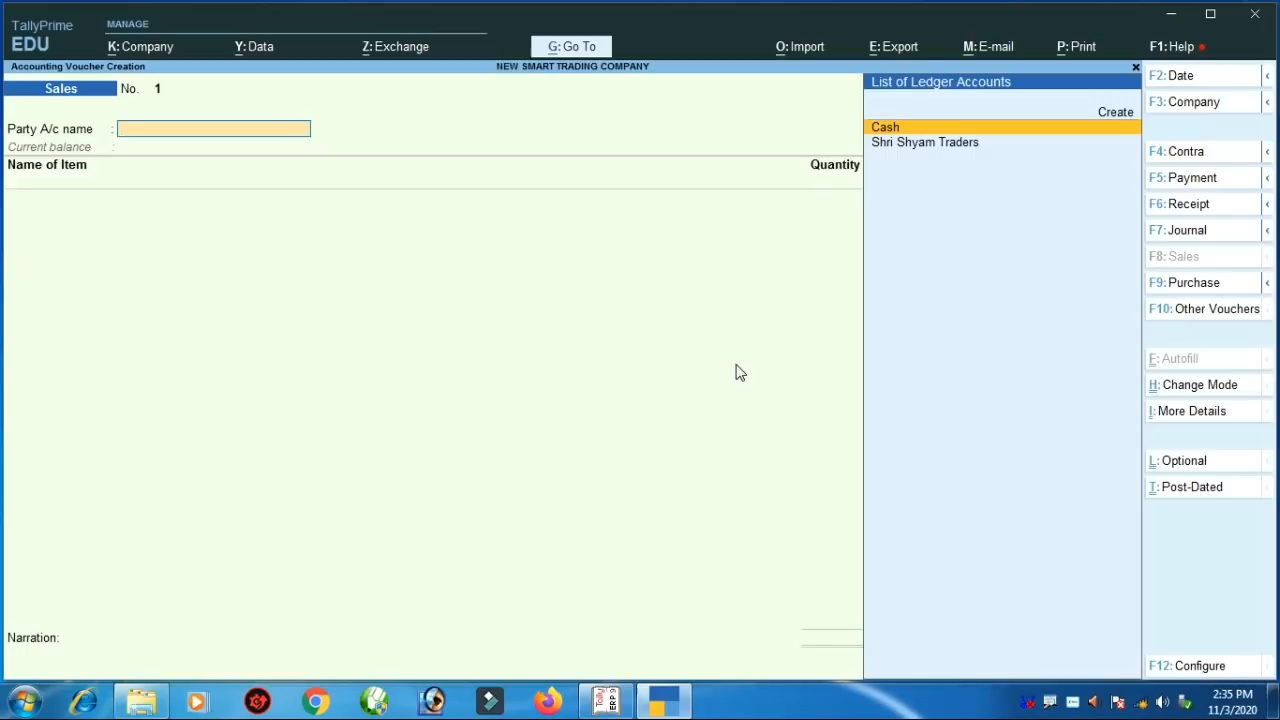 TallyPrime
EDU
MANAGE
K: Company
Y: Data
Z: Exchange
G: Go To
O: Import
E: Export
M: E-mail
P: Print
F1: Help
Accounting Voucher Creation
NEW SMART TRADING COMPANY
Sales No. 1
Party A/c name :
Current balance :
Name of Item
Quantity
Narration:
List of Ledger Accounts
Create
Cash
Shri Shyam Traders
F2: Date
F3: Company
F4: Contra
F5: Payment
F6: Receipt
F7: Journal
F8: Sales
F9: Purchase
F10: Other Vouchers
F: Autofill
H: Change Mode
I: More Details
L: Optional
T: Post-Dated
F12: Configure
Tally
ERP 9
2:35 PM
11/3/2020